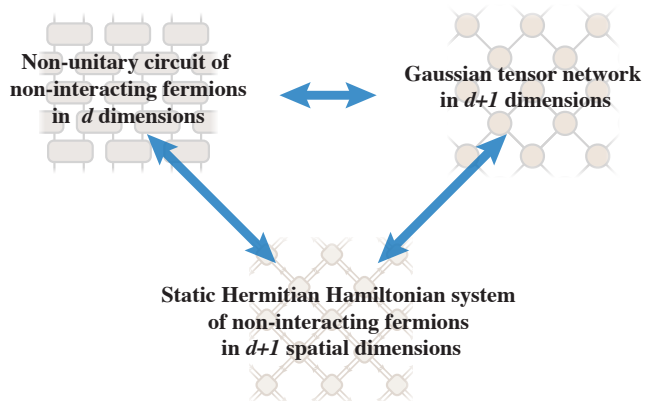 Non-unitary circuit of
non-interacting fermions
in d dimensions
Gaussian tensor network
in d+1 dimensions
Static Hermitian Hamiltonian system
of non-interacting fermions
in d+1 spatial dimensions